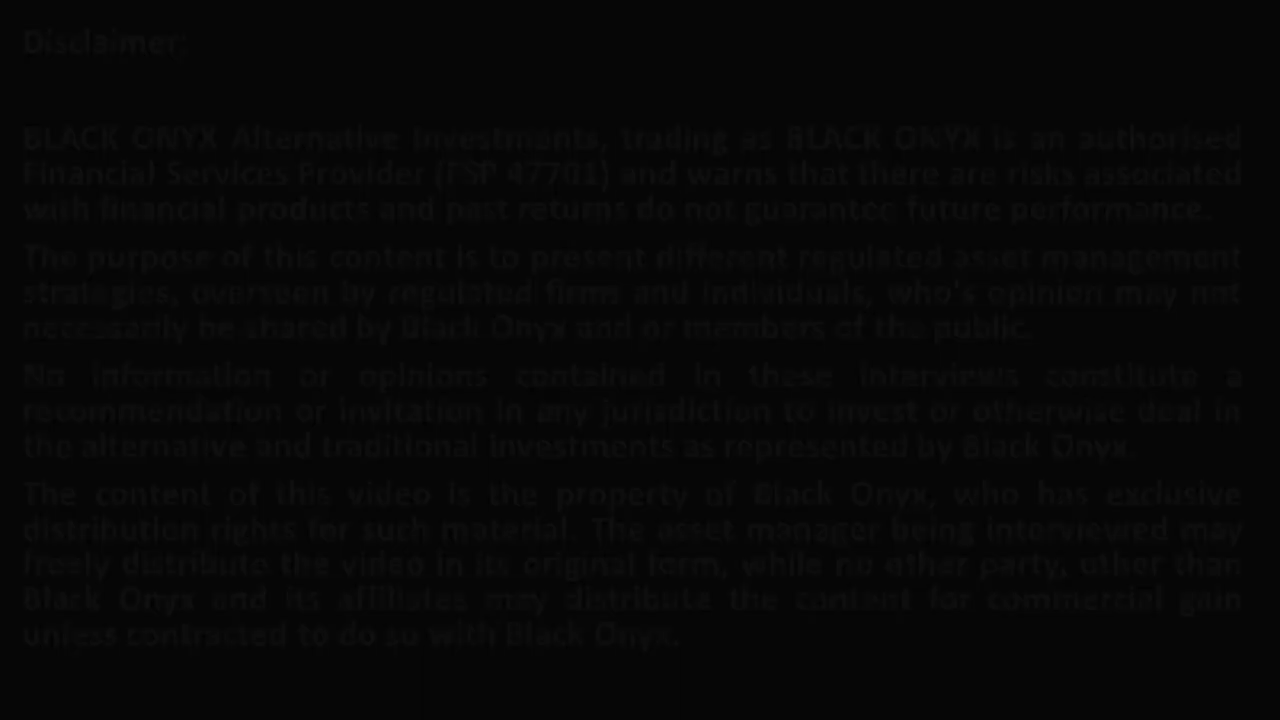 Disclaimer:
BLACK ONYX Alternative Investments, trading as BLACK ONYX is an authorised
Financial Services Provider (FSP 47701) and warns that there are risks associated
with financial products and past returns do not guarantee future performance.
The purpose of this content is to present different regulated asset management
strategies, overseen by regulated firms and individuals, who's opinion may not
necessarily be shared by Black Onyx and or members of the public.
No information or opinions contained in these interviews constitute a
recommendation or invitation in any jurisdiction to invest or otherwise deal in
the alternative and traditional investments as represented by Black Onyx.
The content of this video is the property of Black Onyx, who has exclusive
distribution rights for such material. The asset manager being interviewed may
freely distribute the video in its original form, while no other party, other than
Black Onyx and its affiliates may distribute the content for commercial gain
unless contracted to do so with Black Onyx.